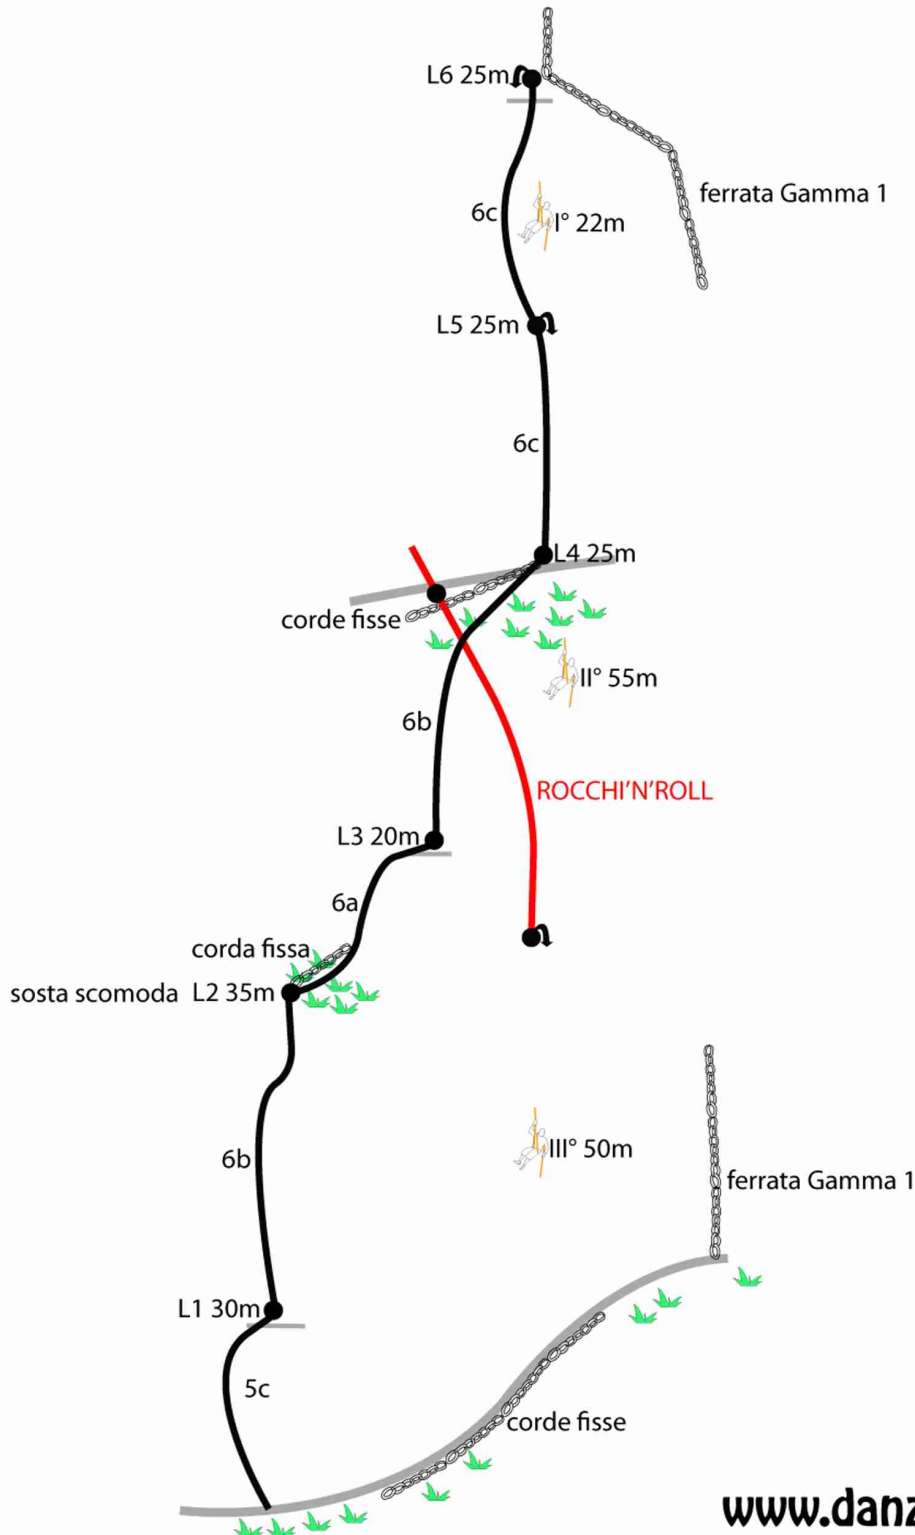 L6 25m
ferrata Gamma 1
6c
I° 22m
L5 25m
6c
L4 25m
corde fisse
II° 55m
6b
ROCCHI'N'ROLL
L3 20m
6a
corda fissa
sosta scomoda L2 35m
III° 50m
6b
ferrata Gamma 1
L1 30m
5c
corde fisse
www.danz